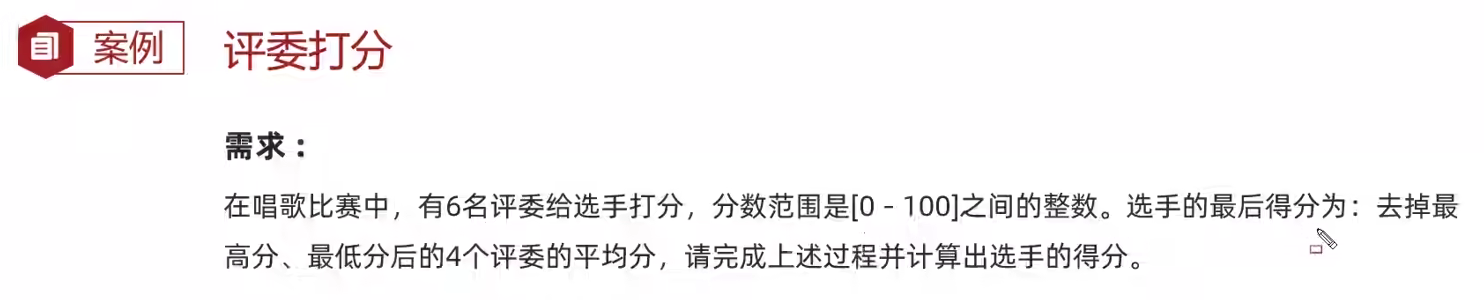 案例
评委打分
需求：
在唱歌比赛中，有6名评委给选手打分，分数范围是[0 - 100]之间的整数。选手的最后得分为：去掉最
高分、最低分后的4个评委的平均分，请完成上述过程并计算出选手的得分。